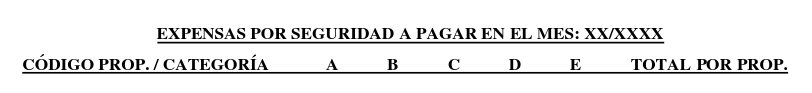 EXPENSAS POR SEGURIDAD A PAGAR EN EL MES: XX/XXXX
CÓDIGO PROP. / CATEGORÍA A B C D E TOTAL POR PROP.